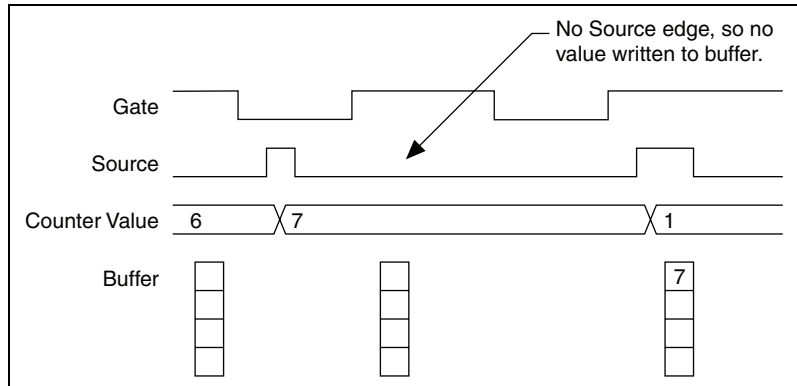 No Source edge, so no
value written to buffer.
Gate
Source
Counter Value 6 7 1
Buffer 7